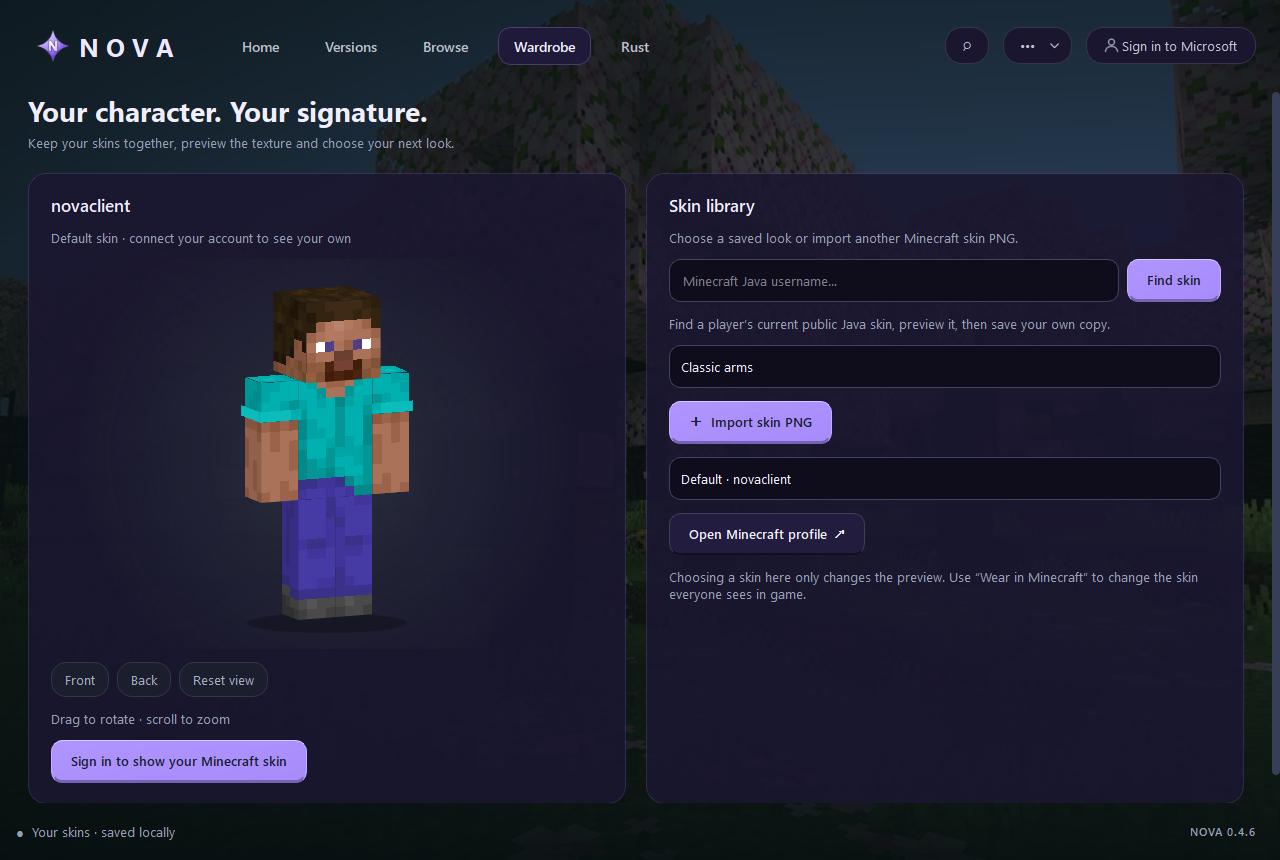 N NOVA
Home
Versions
Browse
Wardrobe
Rust
Sign in to Microsoft
Your character. Your signature.
Keep your skins together, preview the texture and choose your next look.
novaclient
Default skin · connect your account to see your own
Front
Back
Reset view
Drag to rotate · scroll to zoom
Sign in to show your Minecraft skin
Skin library
Choose a saved look or import another Minecraft skin PNG.
Minecraft Java username...
Find skin
Find a player's current public Java skin, preview it, then save your own copy.
Classic arms
+ Import skin PNG
Default · novaclient
Open Minecraft profile ↗
Choosing a skin here only changes the preview. Use “Wear in Minecraft” to change the skin
everyone sees in game.
Your skins · saved locally
NOVA 0.4.6